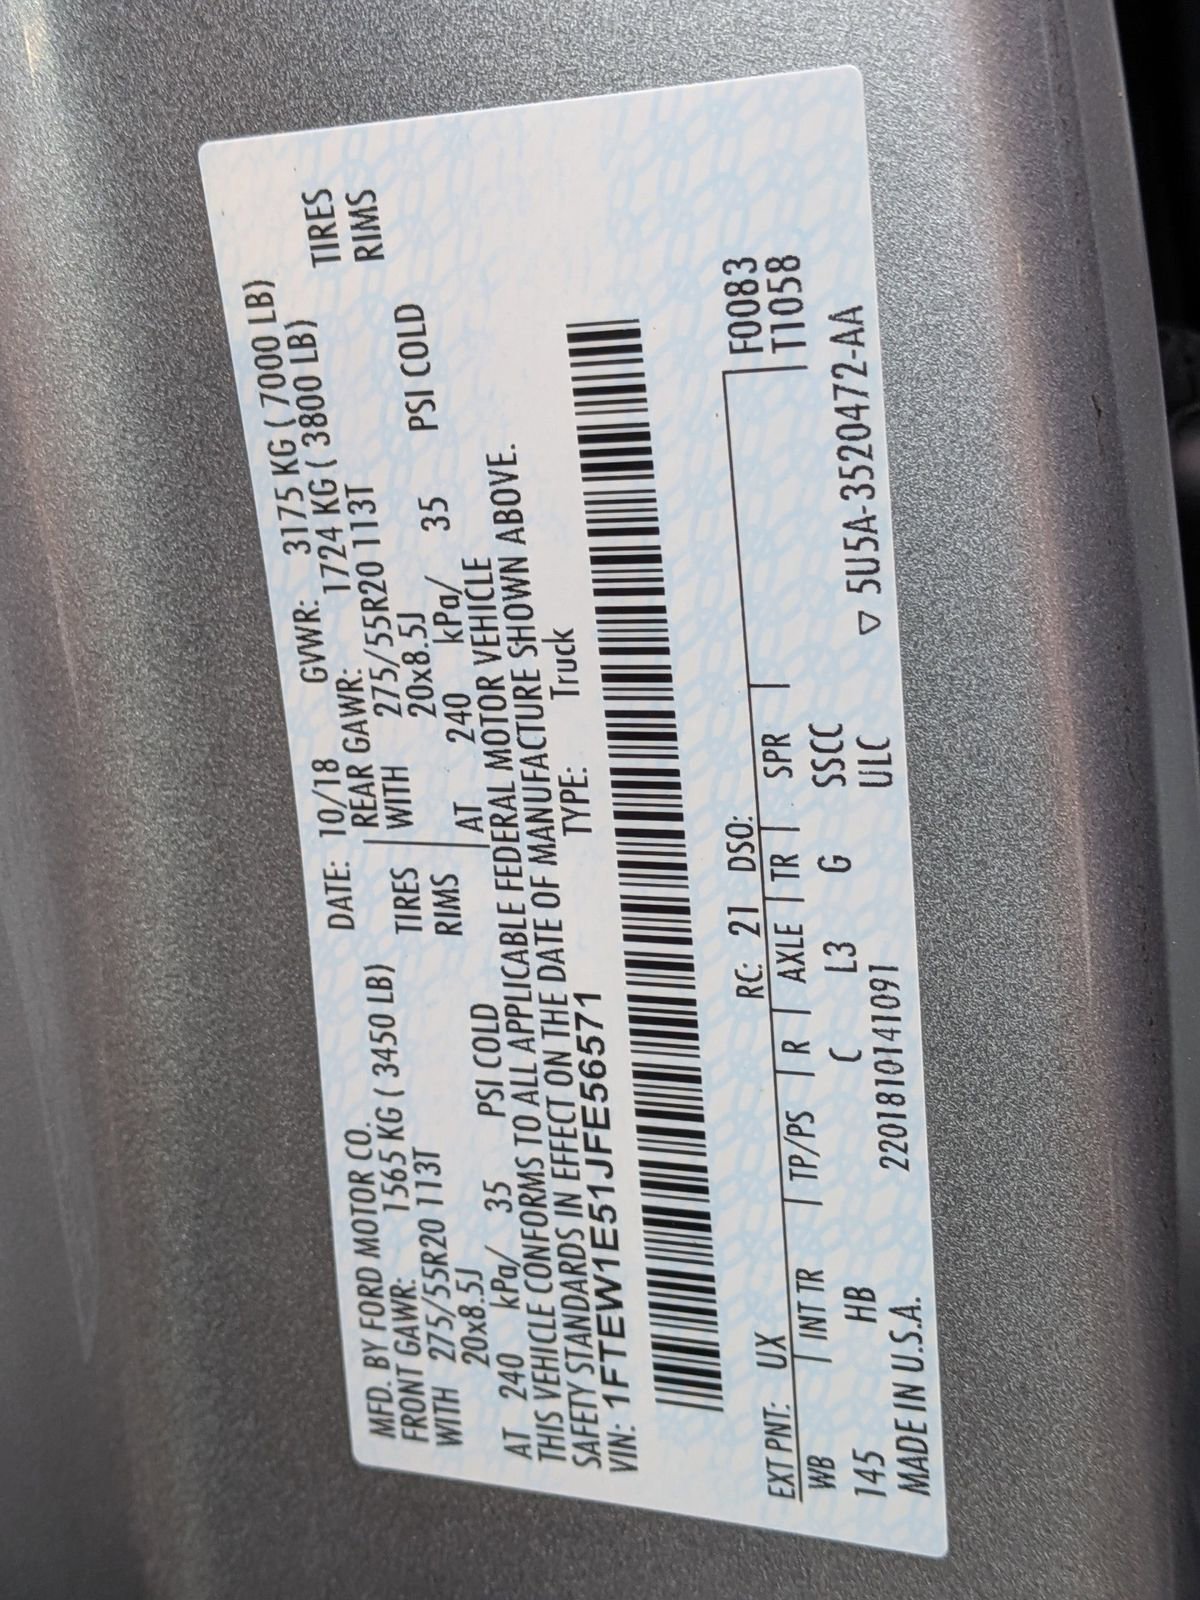 MFD. BY FORD MOTOR CO. DATE: 10/18 GVWR: 3175 KG ( 7000 LB)
FRONT GAWR: 1565 KG ( 3450 LB) REAR GAWR: 1724 KG ( 3800 LB)
WITH 275/55R20 113T TIRES WITH 275/55R20 113T TIRES
20x8.5J RIMS 20x8.5J RIMS
AT 240 kPa/ 35 PSI COLD AT 240 kPa/ 35 PSI COLD
THIS VEHICLE CONFORMS TO ALL APPLICABLE FEDERAL MOTOR VEHICLE
SAFETY STANDARDS IN EFFECT ON THE DATE OF MANUFACTURE SHOWN ABOVE.
VIN: 1FTEW1E51JFE56571 TYPE: Truck
EXT PNT: UX RC: 21 DSO: F0083
WB INT TR TP/PS R AXLE TR SPR T1058
145 HB C L3 G SSCC
MADE IN U.S.A. 2201810141091 ULC
▽ 5U5A-3520472-AA